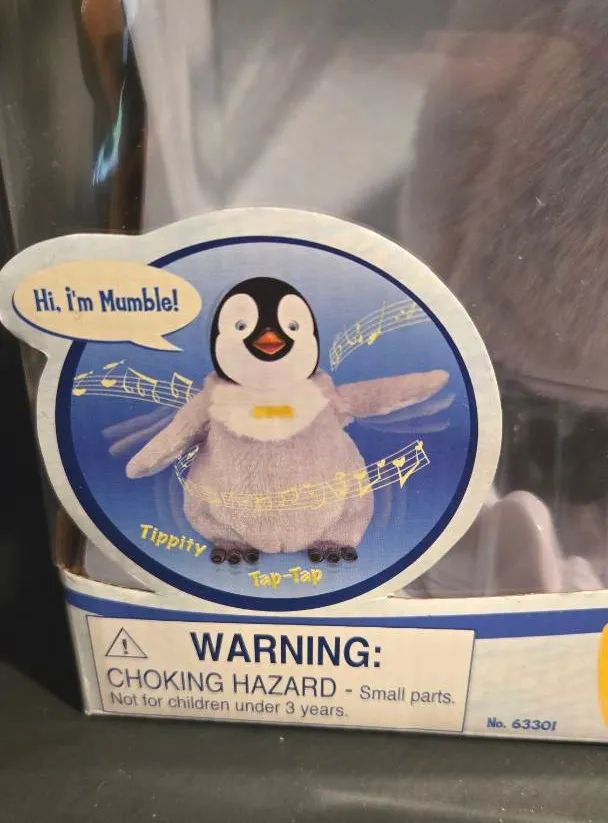 Hi, i'm Mumble!
Tippity
Tap-Tap
WARNING:
CHOKING HAZARD - Small parts.
Not for children under 3 years.
No. 63301